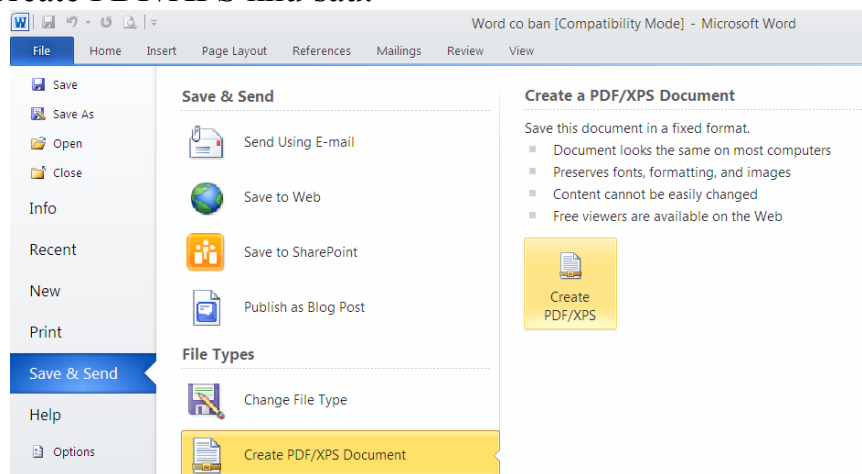 Word co ban [Compatibility Mode] - Microsoft Word
File Home Insert Page Layout References Mailings Review View
Save
Save As
Open
Close
Info
Recent
New
Print
Save & Send
Help
Options
Save & Send
Send Using E-mail
Save to Web
Save to SharePoint
Publish as Blog Post
File Types
Change File Type
Create PDF/XPS Document
Create a PDF/XPS Document
Save this document in a fixed format.
Document looks the same on most computers
Preserves fonts, formatting, and images
Content cannot be easily changed
Free viewers are available on the Web
Create
PDF/XPS